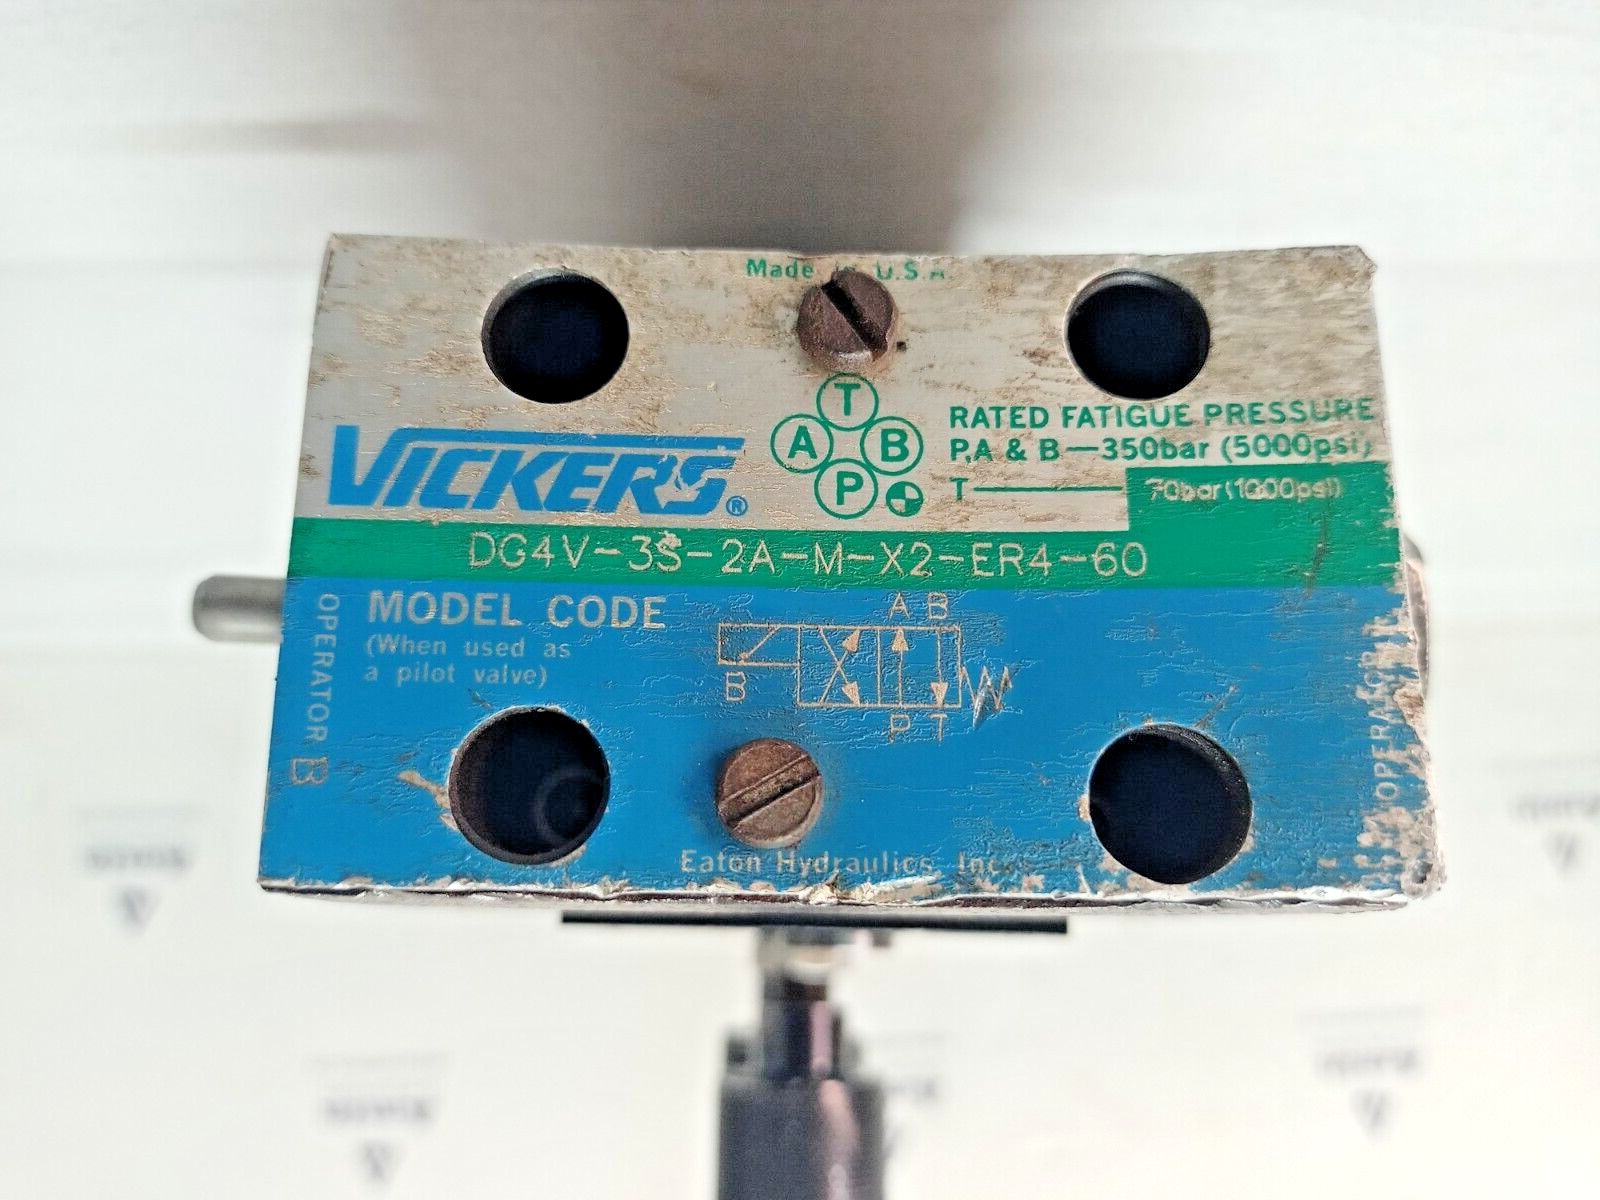 Made in U.S.A.
T
A B
P
RATED FATIGUE PRESSURE
P,A & B—350bar (5000psi)
T—70bar(1000psi)
VICKERS®
DG4V-3S-2A-M-X2-ER4-60
MODEL CODE
(When used as
a pilot valve)
A B
B
P T
OPERATOR B
OPERATOR
Eaton Hydraulics Inc.